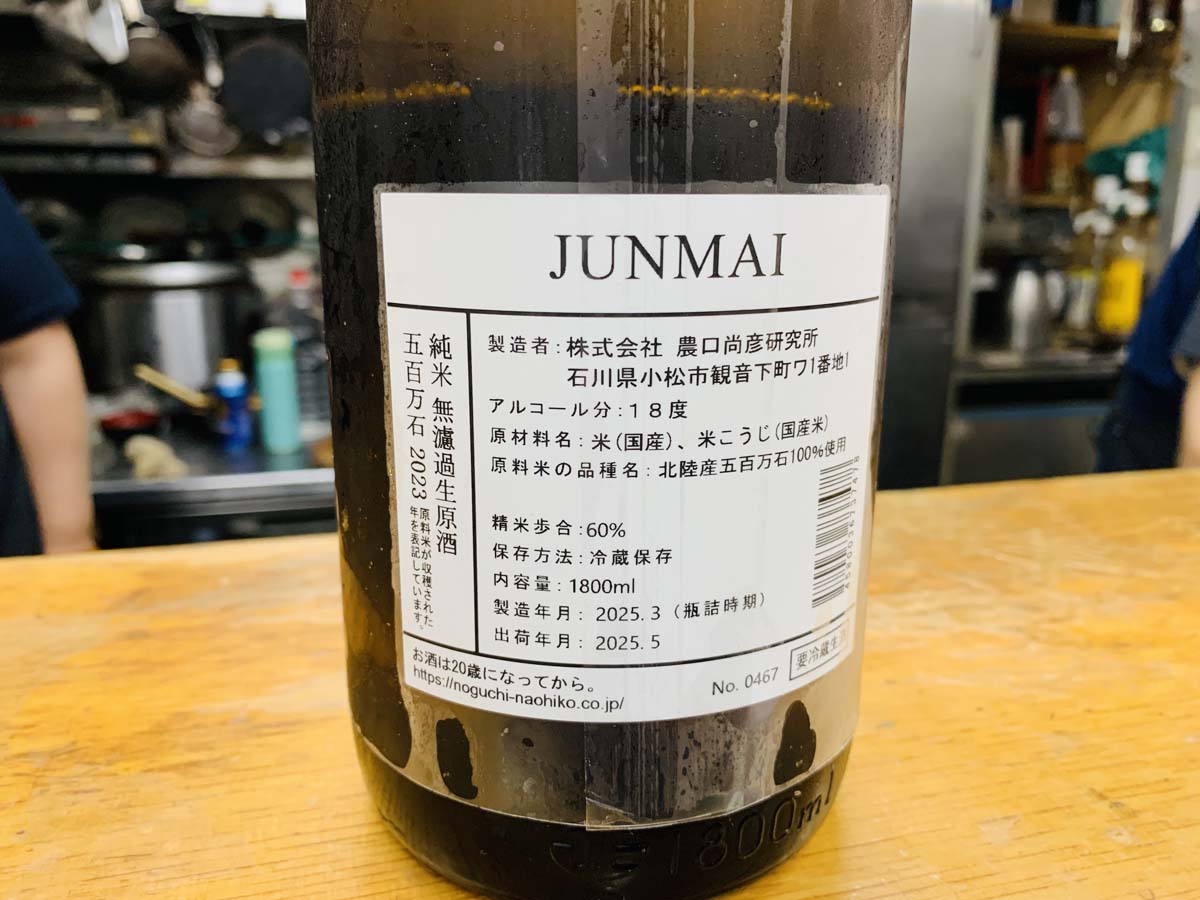 JUNMAI
純米 無濾過生原酒
五百万石 2023
原料米が収穫された
年を表記しています。
製造者：株式会社 農口尚彦研究所
石川県小松市観音下町ワ1番地1
アルコール分：18度
原材料名：米(国産)、米こうじ(国産米)
原料米の品種名：北陸産五百万石100%使用
精米歩合：60%
保存方法：冷蔵保存
内容量：1800ml
製造年月：2025.3（瓶詰時期）
出荷年月：2025.5
お酒は20歳になってから。
https://noguchi-naohiko.co.jp/
No. 0467
要冷蔵生酒
1800ml